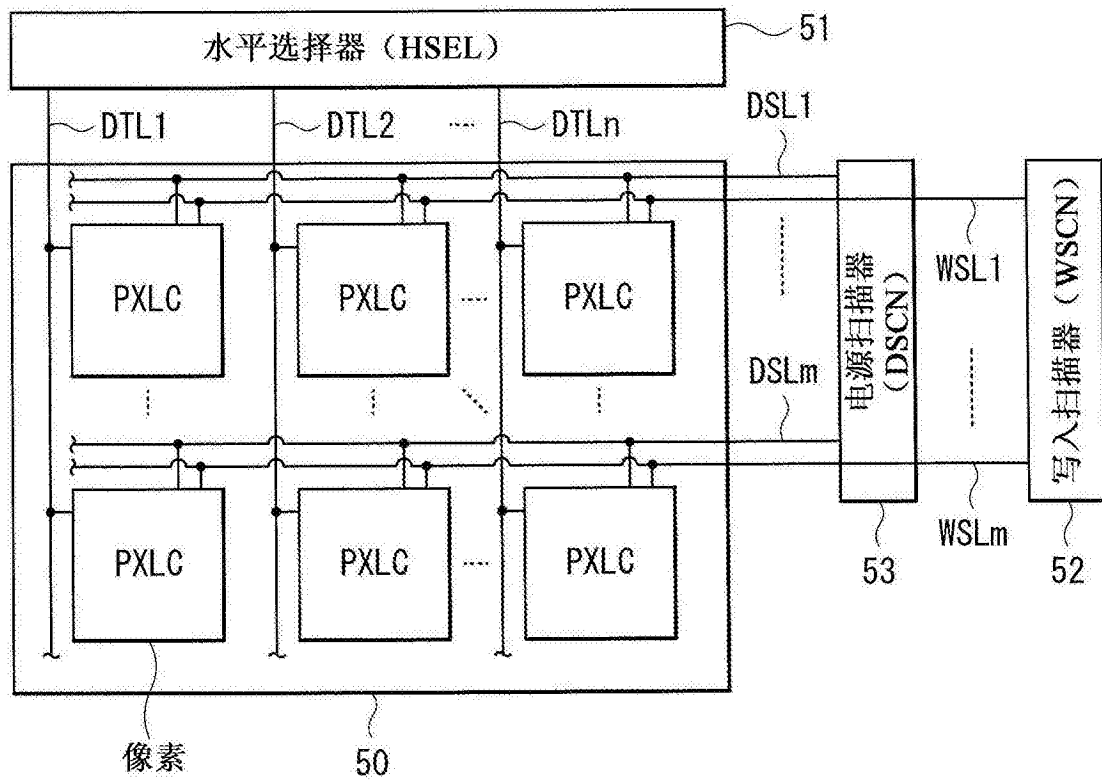 水平选择器（HSEL）
51
DTL1
DTL2
DTLn
DSL1
PXLC
PXLC
PXLC
WSL1
电源扫描器
（DSCN）
写入扫描器（WSCN）
DSLm
PXLC
PXLC
PXLC
53
WSLm
52
像素
50